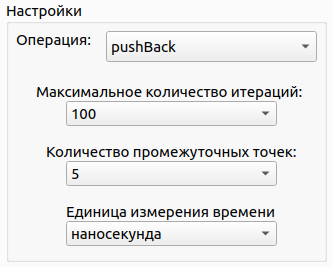 Настройки
Операция: pushBack
Максимальное количество итераций:
100
Количество промежуточных точек:
5
Единица измерения времени
наносекунда